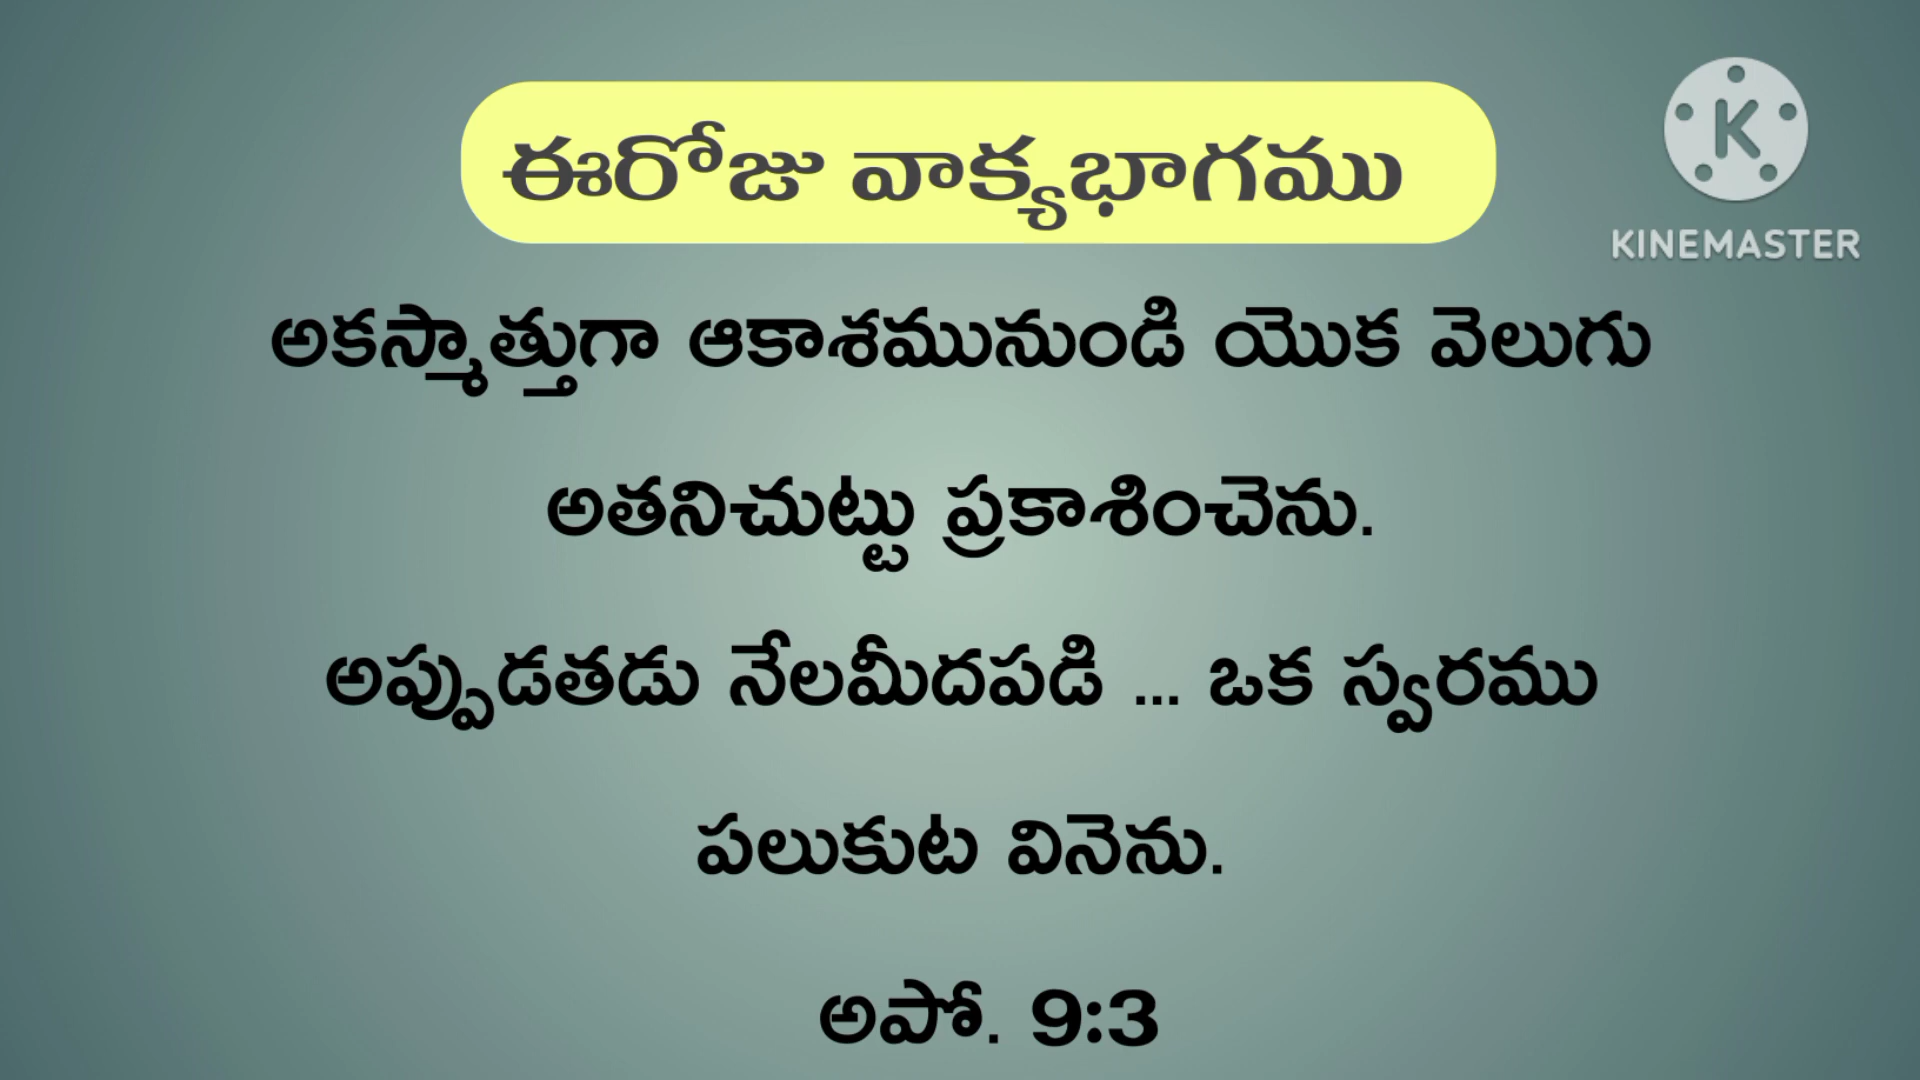 ఈరోజు వాక్యభాగము
KINEMASTER
అకస్మాత్తుగా ఆకాశమునుండి యొక వెలుగు
అతనిచుట్టు ప్రకాశించెను.
అప్పుడతడు నేలమీదపడి ... ఒక స్వరము
పలుకుట వినెను.
అపో. 9:3